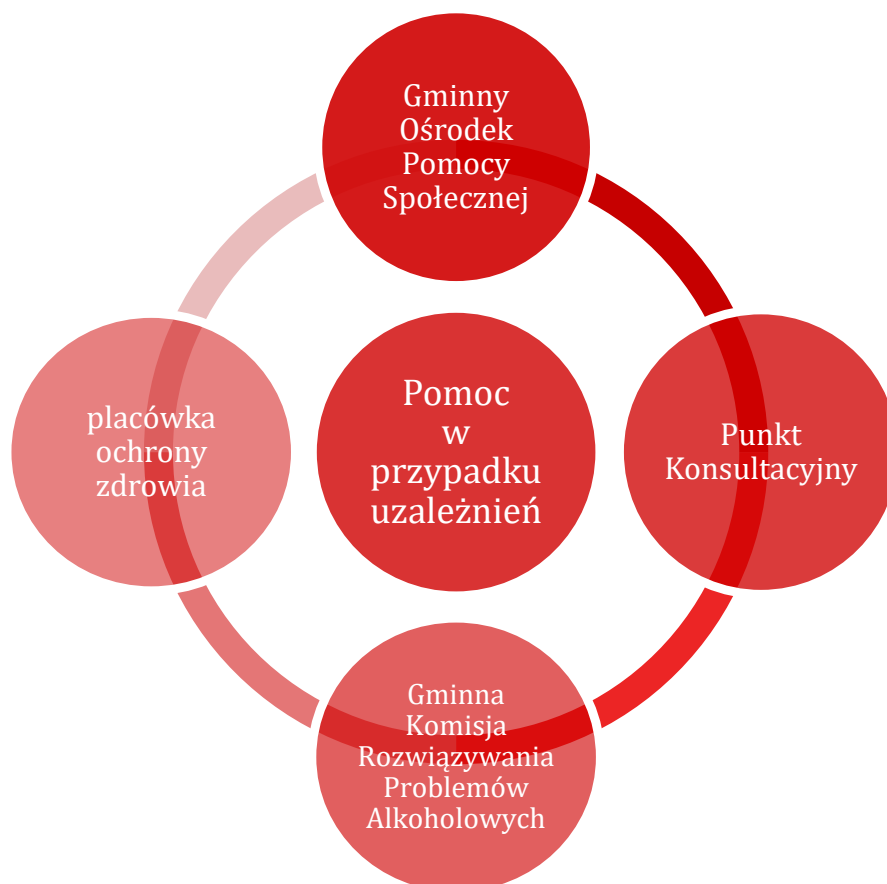 Gminny
Ośrodek
Pomocy
Społecznej
placówka
ochrony
zdrowia
Pomoc
w
przypadku
uzależnień
Punkt
Konsultacyjny
Gminna
Komisja
Rozwiązywania
Problemów
Alkoholowych